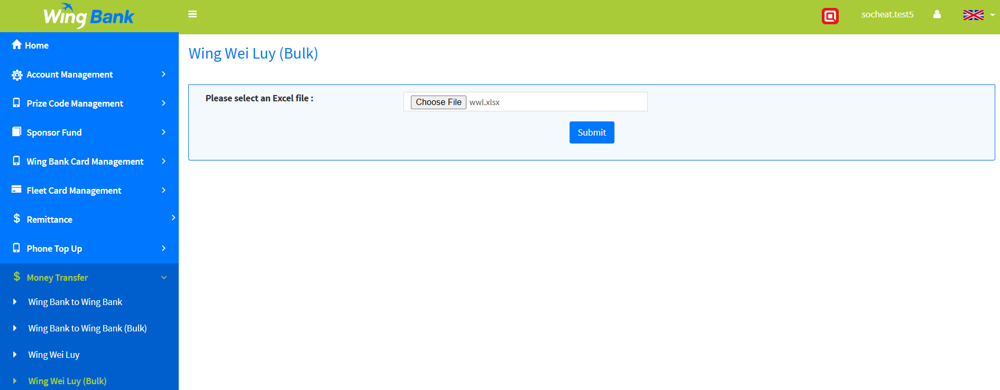 Wing Bank
socheat.test5
Home
Account Management
Prize Code Management
Sponsor Fund
Wing Bank Card Management
Fleet Card Management
Remittance
Phone Top Up
Money Transfer
Wing Bank to Wing Bank
Wing Bank to Wing Bank (Bulk)
Wing Wei Luy
Wing Wei Luy (Bulk)
Wing Wei Luy (Bulk)
Please select an Excel file :
Choose File wwl.xlsx
Submit